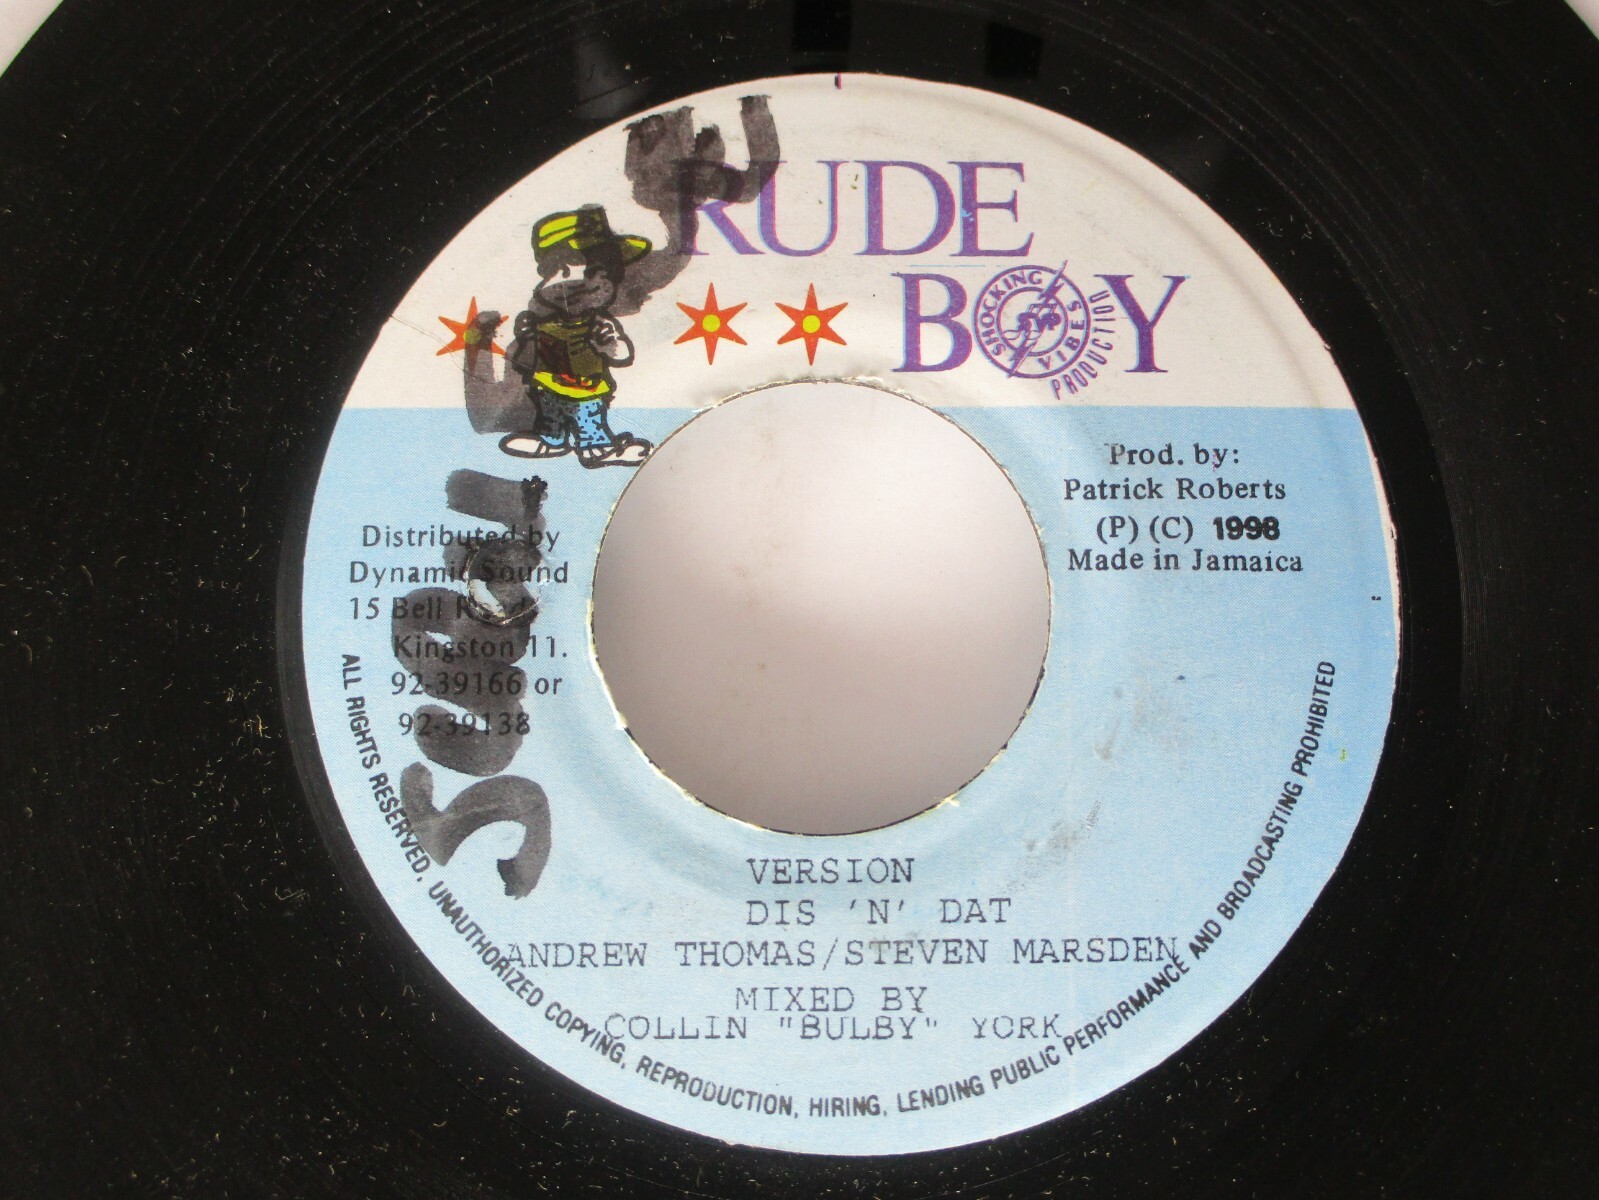 RUDE
BOY
SHOCKING VIBES
PRODUCTION
Prod. by:
Patrick Roberts
(P) (C) 1998
Made in Jamaica
Distributed by
Dynamic Sound
15 Bell Road,
Kingston 11.
92-39166 or
92-39138
VERSION
DIS 'N' DAT
ANDREW THOMAS/STEVEN MARSDEN
MIXED BY
COLLIN "BULBY" YORK
ALL RIGHTS RESERVED, UNAUTHORIZED COPYING, REPRODUCTION, HIRING, LENDING PUBLIC PERFORMANCE AND BROADCASTING PROHIBITED